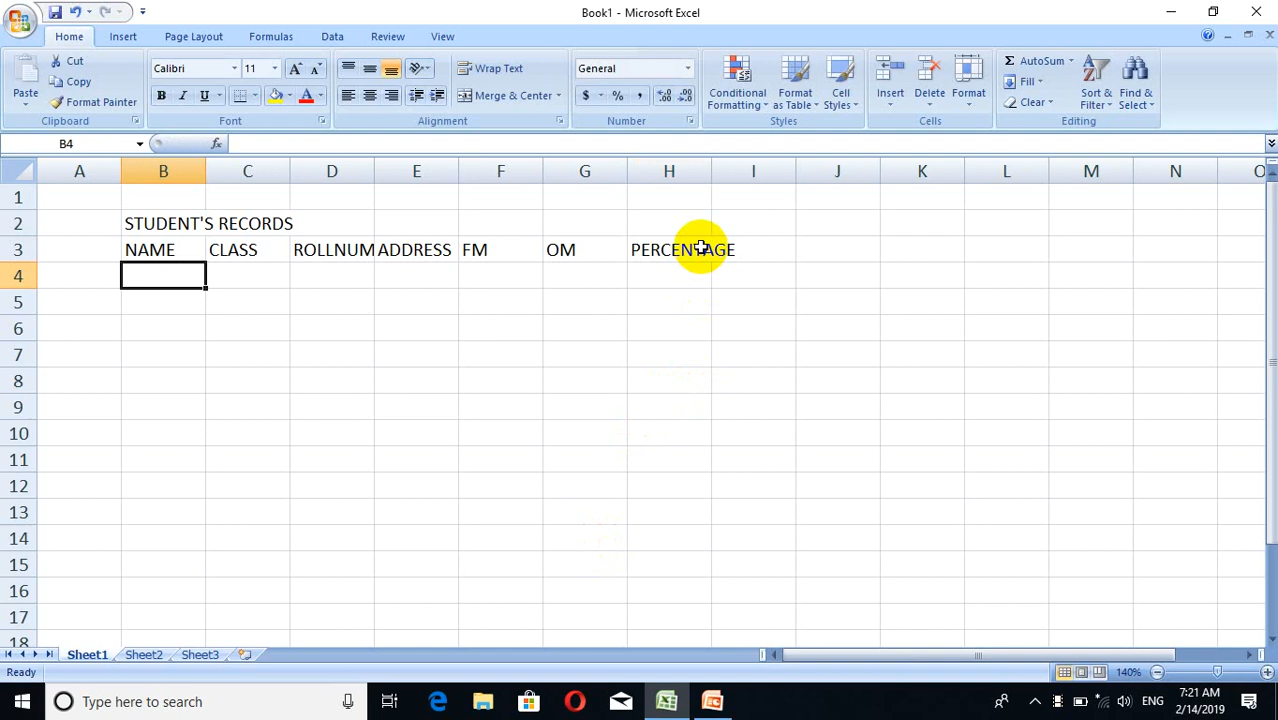 Book1 - Microsoft Excel
Home Insert Page Layout Formulas Data Review View
Cut Calibri 11 A A Wrap Text General AutoSum
Copy Fill
Paste Format Painter B I U A Merge & Center $ % , Conditional Formatting Format as Table Cell Styles Insert Delete Format Clear Sort & Filter Find & Select
Clipboard Font Alignment Number Styles Cells Editing
B4 fx
A B C D E F G H I J K L M N O
1
2 STUDENT'S RECORDS
3 NAME CLASS ROLLNUM ADDRESS FM OM PERCENTAGE
4
5
6
7
8
9
10
11
12
13
14
15
16
17
18
Sheet1 Sheet2 Sheet3
Ready 140%
Type here to search ENG 7:21 AM
2/14/2019